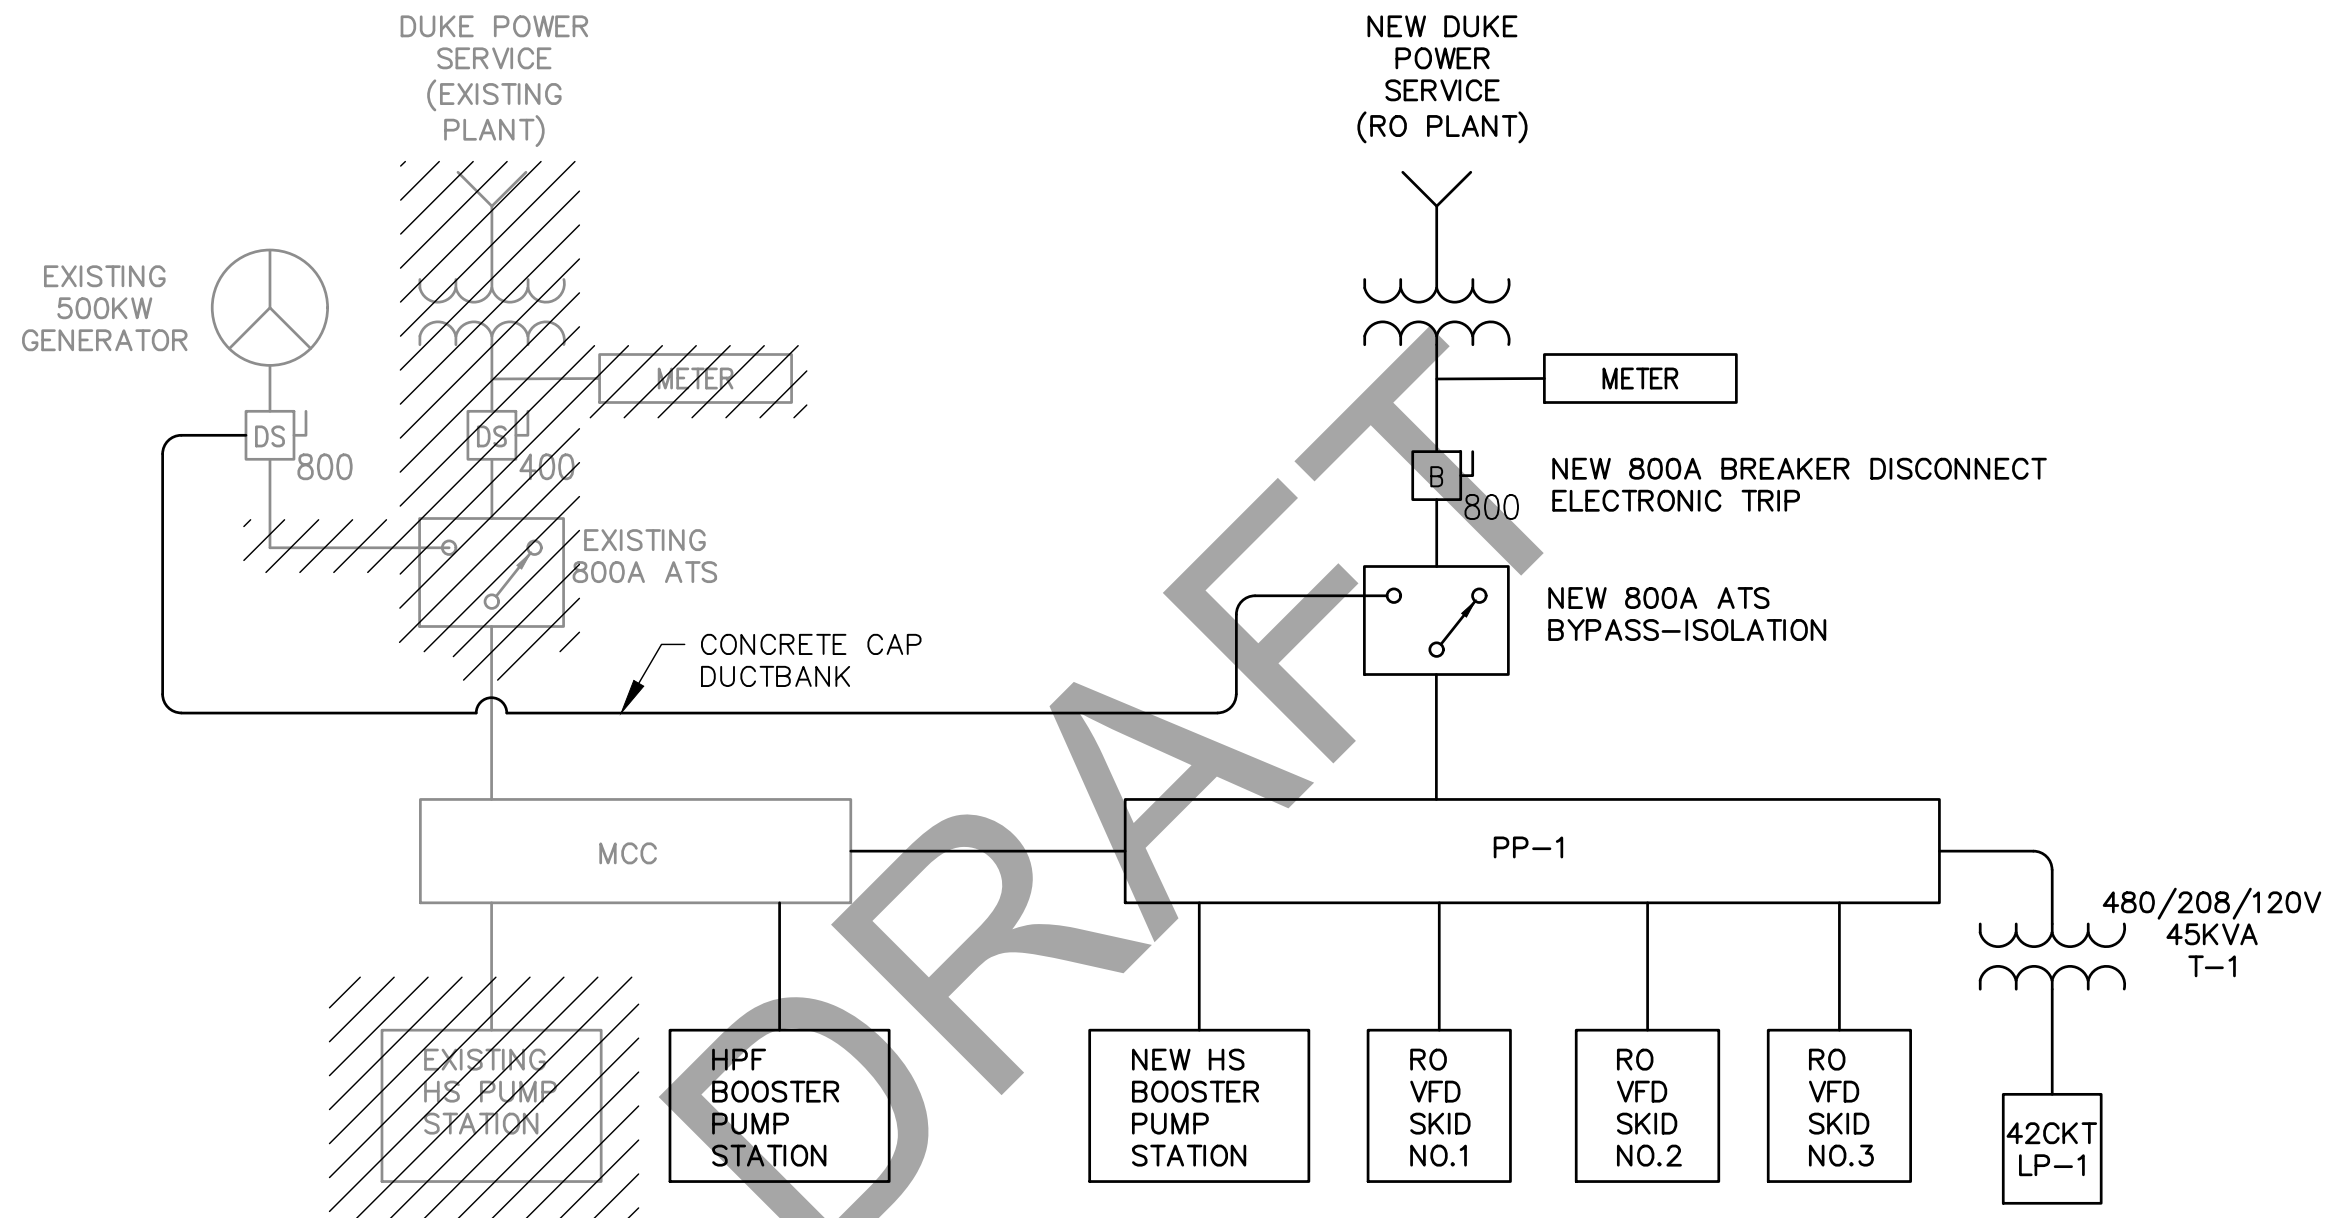 DUKE POWER
SERVICE
(EXISTING
PLANT)
NEW DUKE
POWER
SERVICE
(RO PLANT)
EXISTING
500KW
GENERATOR
METER
METER
DS
800
DS
400
B
800
NEW 800A BREAKER DISCONNECT
ELECTRONIC TRIP
EXISTING
800A ATS
NEW 800A ATS
BYPASS-ISOLATION
CONCRETE CAP
DUCTBANK
MCC
PP-1
480/208/120V
45KVA
T-1
EXISTING
HS PUMP
STATION
HPF
BOOSTER
PUMP
STATION
NEW HS
BOOSTER
PUMP
STATION
RO
VFD
SKID
NO.1
RO
VFD
SKID
NO.2
RO
VFD
SKID
NO.3
42CKT
LP-1
DRAFT